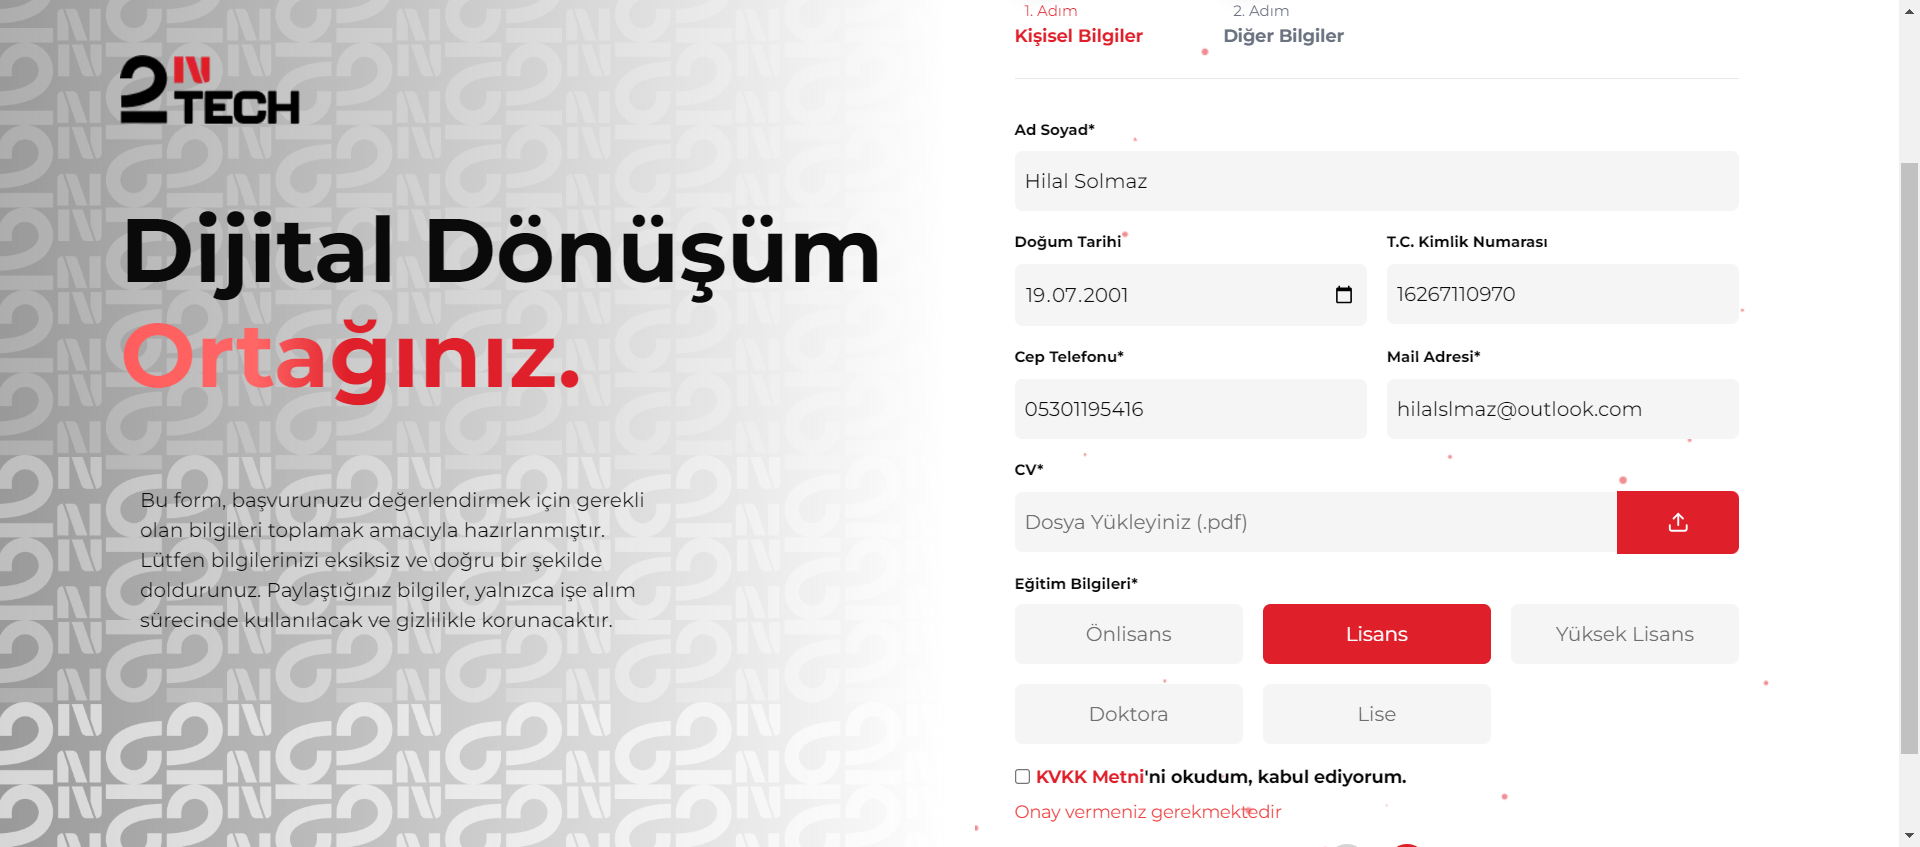 2N TECH
Dijital Dönüşüm
Ortağınız.
Bu form, başvurunuzu değerlendirmek için gerekli
olan bilgileri toplamak amacıyla hazırlanmıştır.
Lütfen bilgilerinizi eksiksiz ve doğru bir şekilde
doldurunuz. Paylaştığınız bilgiler, yalnızca işe alım
sürecinde kullanılacak ve gizlilikle korunacaktır.
1. Adım
Kişisel Bilgiler
2. Adım
Diğer Bilgiler
Ad Soyad*
Hilal Solmaz
Doğum Tarihi*
19.07.2001
T.C. Kimlik Numarası
16267110970
Cep Telefonu*
05301195416
Mail Adresi*
hilalslmaz@outlook.com
CV*
Dosya Yükleyiniz (.pdf)
Eğitim Bilgileri*
Önlisans
Lisans
Yüksek Lisans
Doktora
Lise
KVKK Metni'ni okudum, kabul ediyorum.
Onay vermeniz gerekmektedir